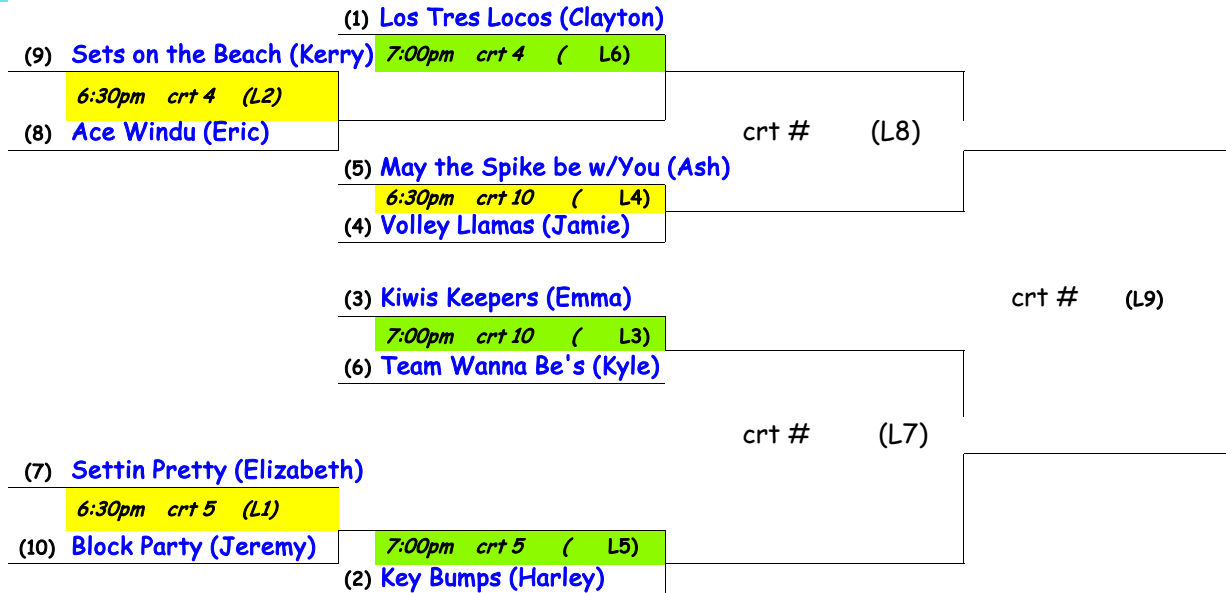 (1) Los Tres Locos (Clayton)
(9) Sets on the Beach (Kerry) 7:00pm crt 4 ( L6)
6:30pm crt 4 (L2)
(8) Ace Windu (Eric)
crt # (L8)
(5) May the Spike be w/You (Ash)
6:30pm crt 10 ( L4)
(4) Volley Llamas (Jamie)
(3) Kiwis Keepers (Emma)
crt # (L9)
7:00pm crt 10 ( L3)
(6) Team Wanna Be's (Kyle)
crt # (L7)
(7) Settin Pretty (Elizabeth)
6:30pm crt 5 (L1)
(10) Block Party (Jeremy) 7:00pm crt 5 ( L5)
(2) Key Bumps (Harley)